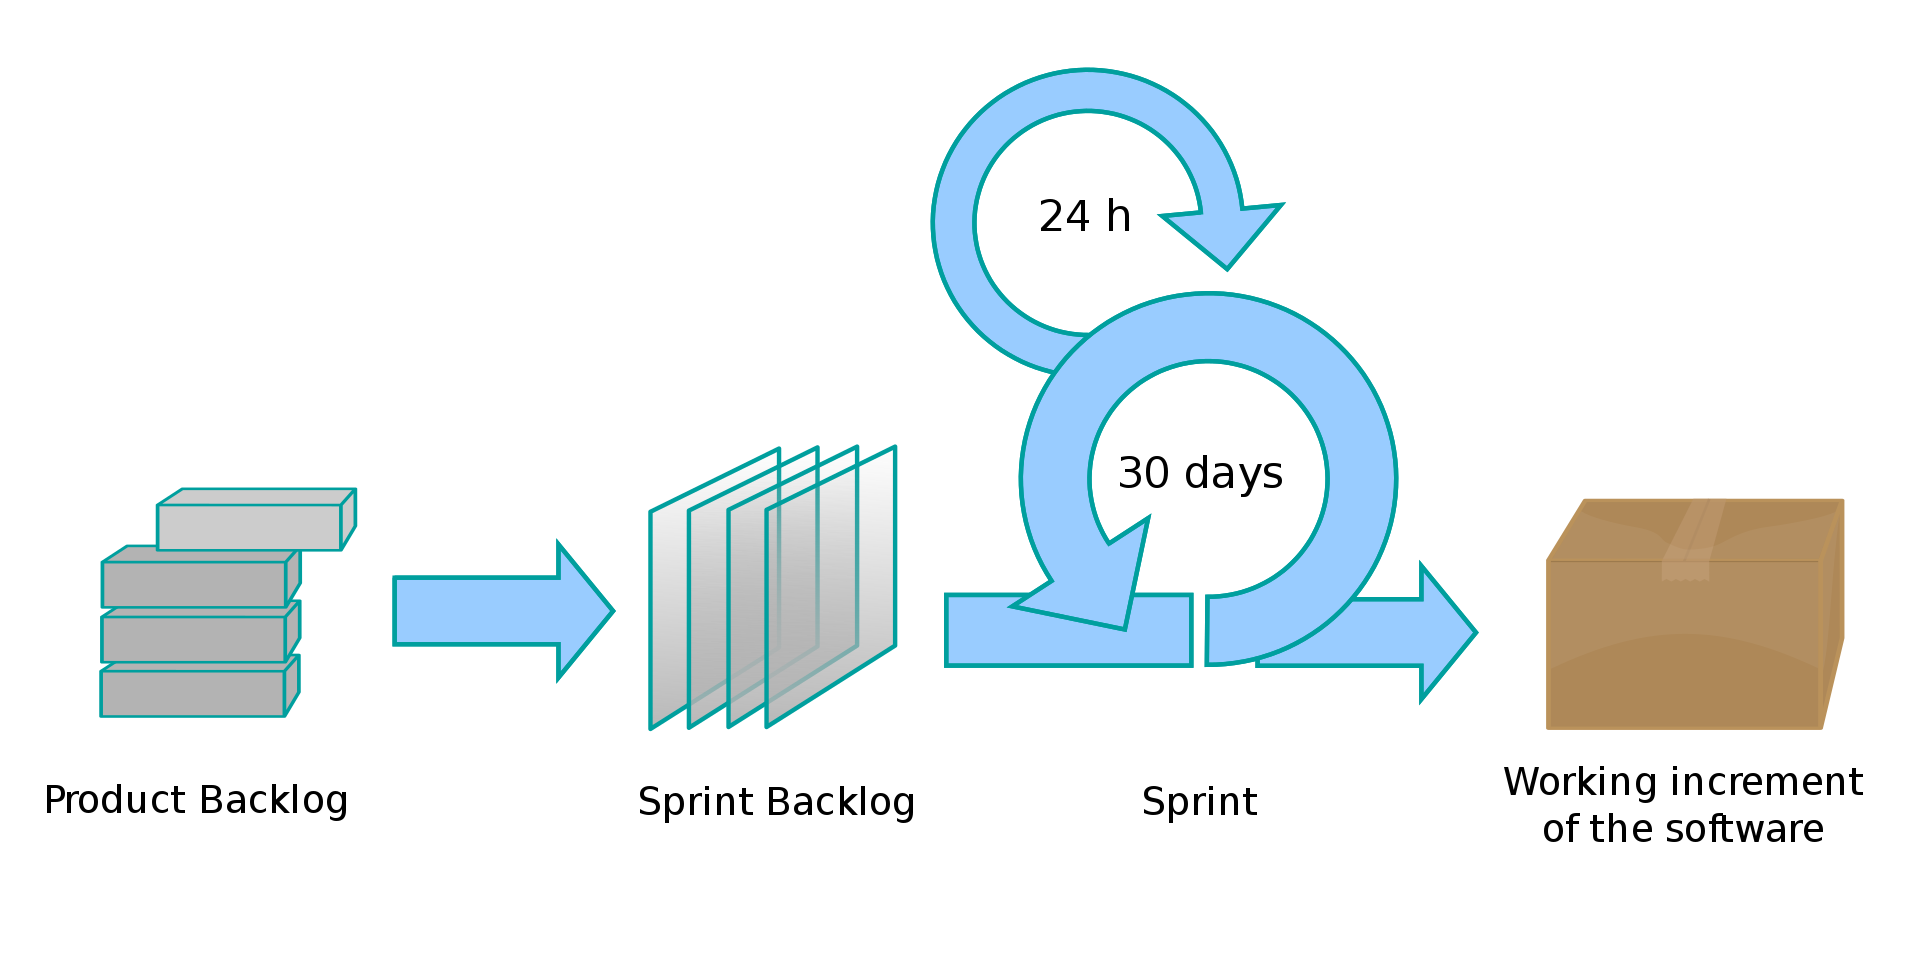 24 h
30 days
Product Backlog
Sprint Backlog
Sprint
Working increment
of the software